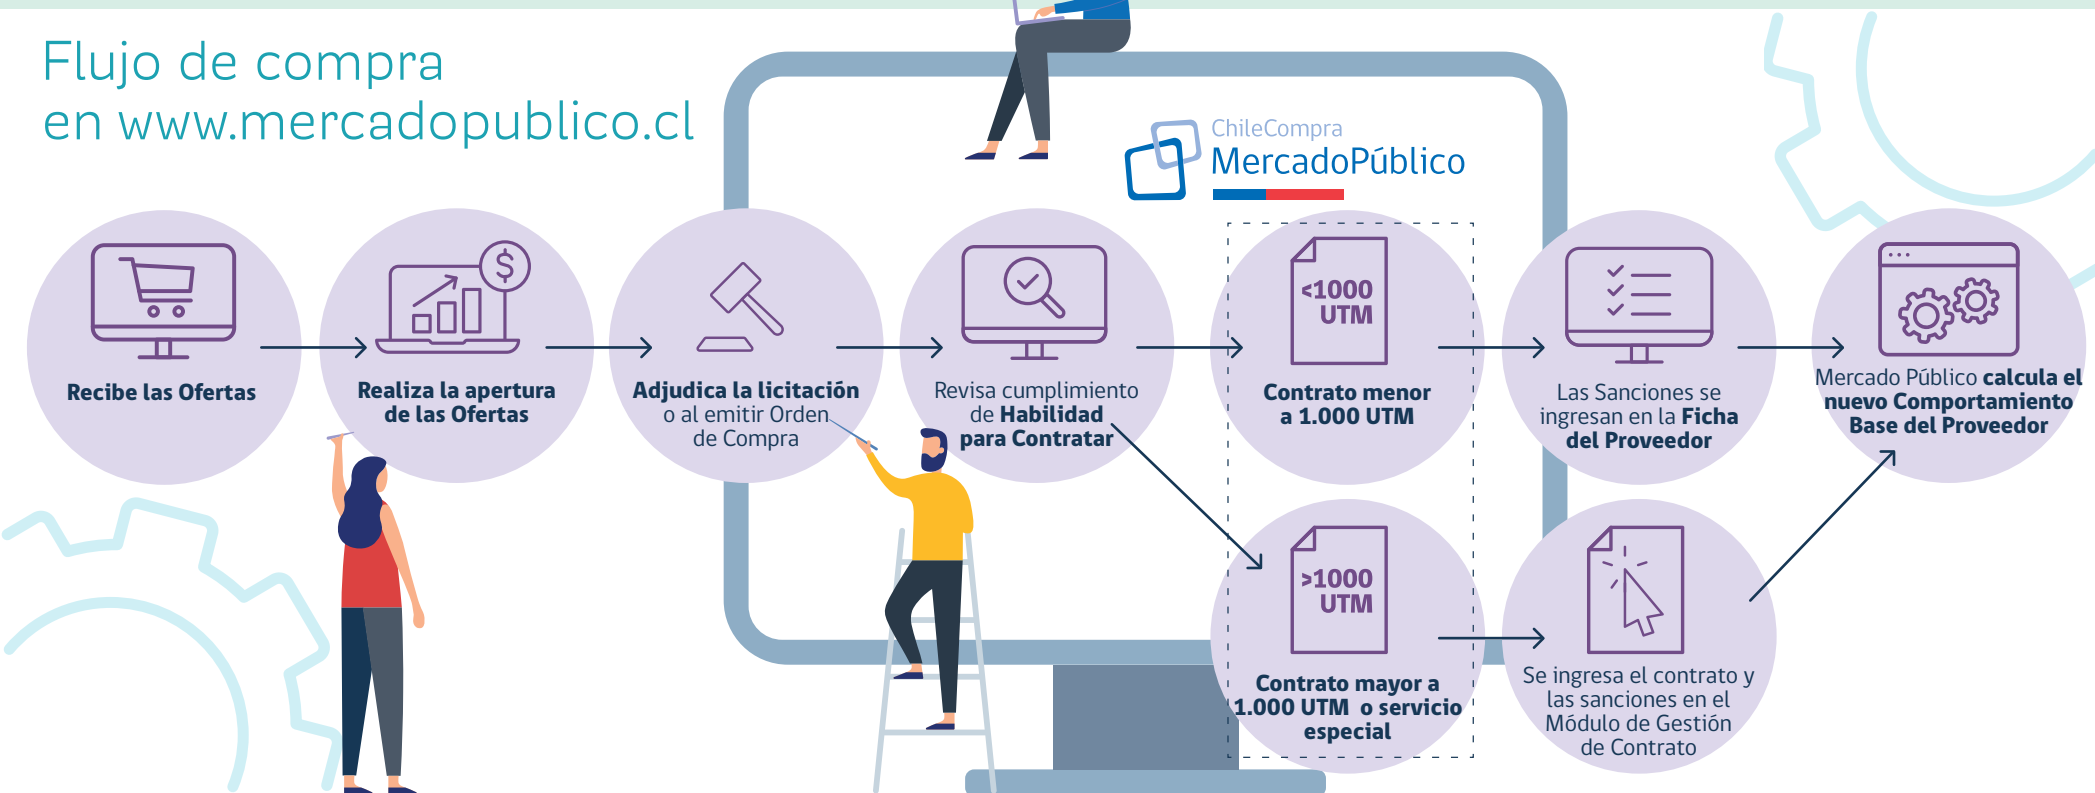 Flujo de compra
en www.mercadopublico.cl
ChileCompra
MercadoPúblico
$
Recibe las Ofertas
Realiza la apertura
de las Ofertas
Adjudica la licitación
o al emitir Orden
de Compra
Revisa cumplimiento
de Habilidad
para Contratar
<1000
UTM
Contrato menor
a 1.000 UTM
Las Sanciones se
ingresan en la Ficha
del Proveedor
Mercado Público calcula el
nuevo Comportamiento
Base del Proveedor
>1000
UTM
Contrato mayor a
1.000 UTM o servicio
especial
Se ingresa el contrato y
las sanciones en el
Módulo de Gestión
de Contrato